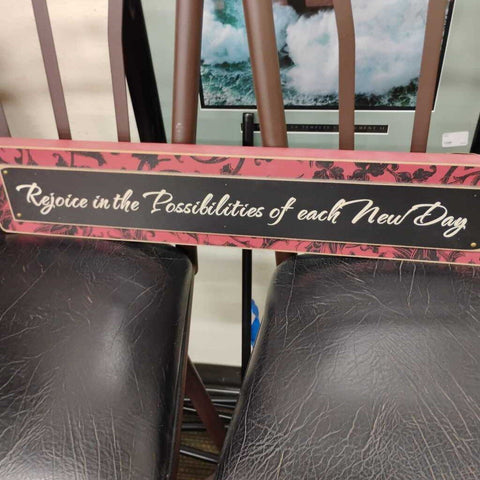 Rejoice in the Possibilities of each New Day.